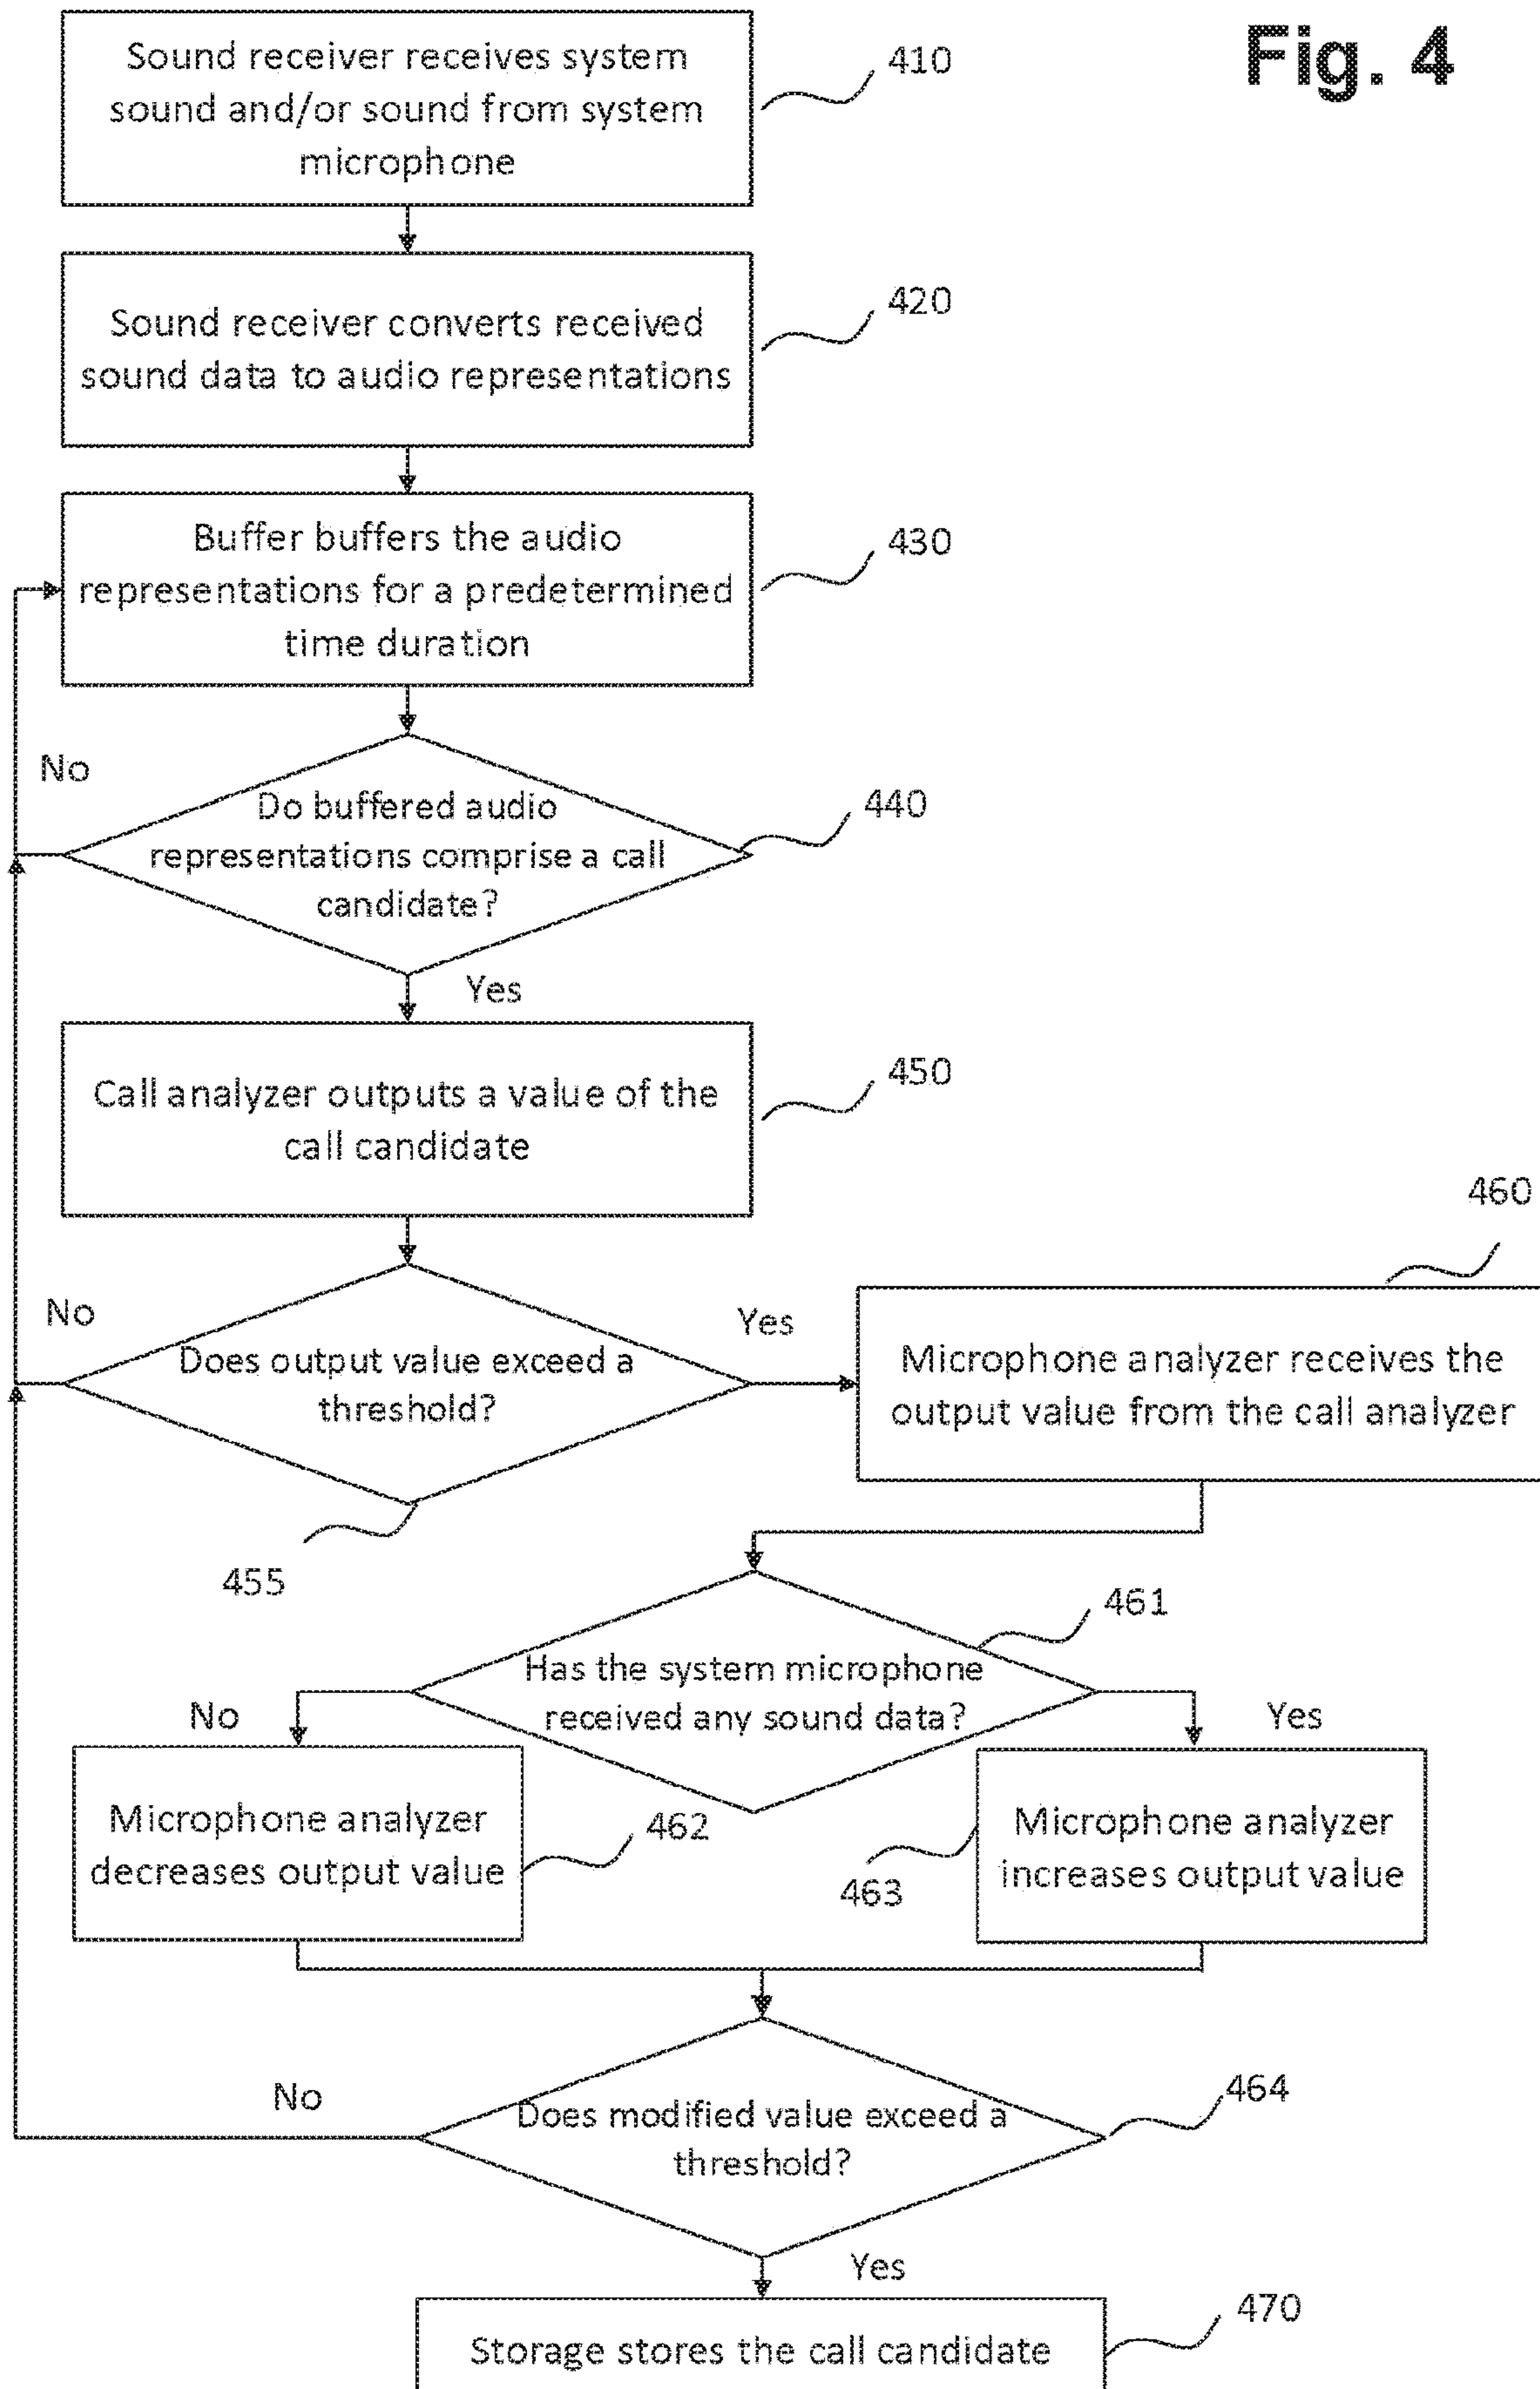 Fig. 4
Sound receiver receives system
sound and/or sound from system
microphone
410
Sound receiver converts received
sound data to audio representations
420
Buffer buffers the audio
representations for a predetermined
time duration
430
No
Do buffered audio
representations comprise a call
candidate?
440
Yes
Call analyzer outputs a value of the
call candidate
450
460
No
Does output value exceed a
threshold?
Yes
455
Microphone analyzer receives the
output value from the call analyzer
461
Has the system microphone
received any sound data?
No
Yes
Microphone analyzer
decreases output value
462
Microphone analyzer
increases output value
463
No
Does modified value exceed a
threshold?
464
Yes
Storage stores the call candidate
470